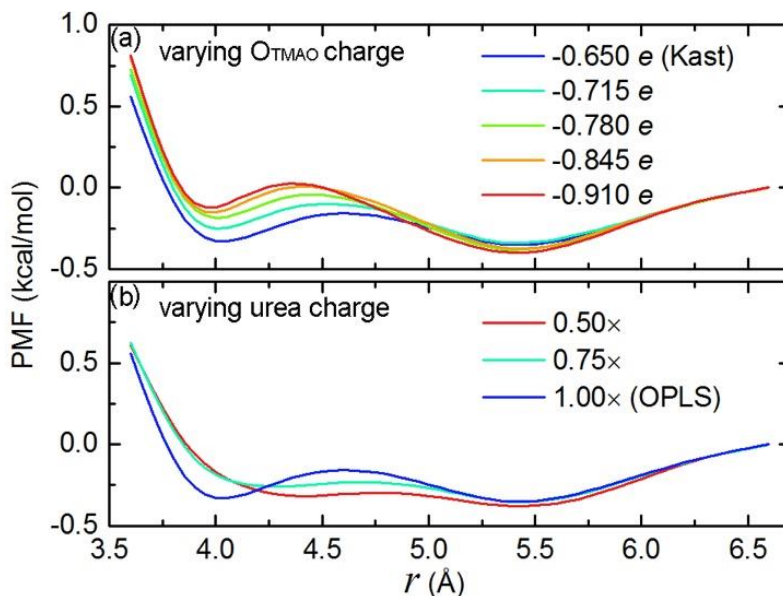 (a) varying OTMAO charge
-0.650 e (Kast)
-0.715 e
-0.780 e
-0.845 e
-0.910 e
1.0
0.5
0.0
-0.5
PMF (kcal/mol)
(b) varying urea charge
0.50×
0.75×
1.00× (OPLS)
0.5
0.0
-0.5
3.5 4.0 4.5 5.0 5.5 6.0 6.5
r (Å)